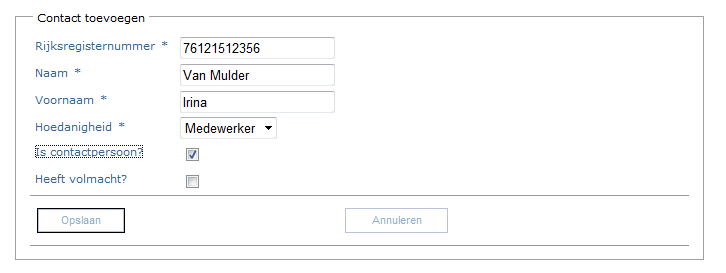 Contact toevoegen
Rijksregisternummer * 76121512356
Naam * Van Mulder
Voornaam * Irina
Hoedanigheid * Medewerker
Is contactpersoon?
Heeft volmacht?
Opslaan Annuleren